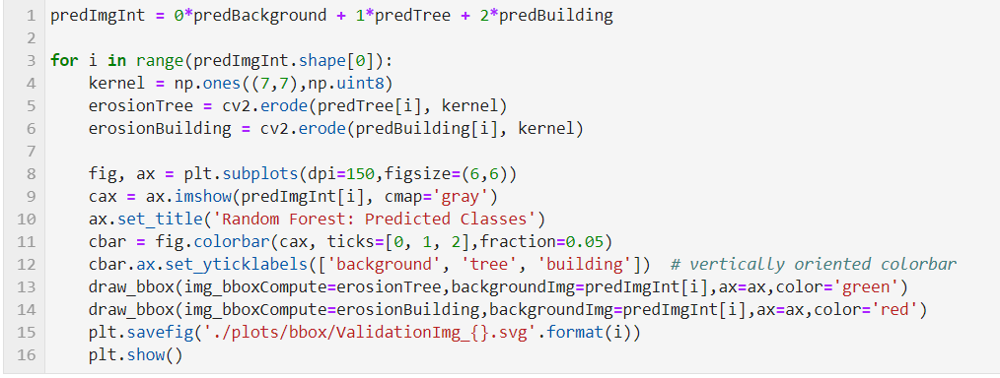 1 predImgInt = 0*predBackground + 1*predTree + 2*predBuilding
2
3 for i in range(predImgInt.shape[0]):
4     kernel = np.ones((7,7),np.uint8)
5     erosionTree = cv2.erode(predTree[i], kernel)
6     erosionBuilding = cv2.erode(predBuilding[i], kernel)
7
8     fig, ax = plt.subplots(dpi=150,figsize=(6,6))
9     cax = ax.imshow(predImgInt[i], cmap='gray')
10     ax.set_title('Random Forest: Predicted Classes')
11     cbar = fig.colorbar(cax, ticks=[0, 1, 2],fraction=0.05)
12     cbar.ax.set_yticklabels(['background', 'tree', 'building'])  # vertically oriented colorbar
13     draw_bbox(img_bboxCompute=erosionTree,backgroundImg=predImgInt[i],ax=ax,color='green')
14     draw_bbox(img_bboxCompute=erosionBuilding,backgroundImg=predImgInt[i],ax=ax,color='red')
15     plt.savefig('./plots/bbox/ValidationImg_{}.svg'.format(i))
16     plt.show()